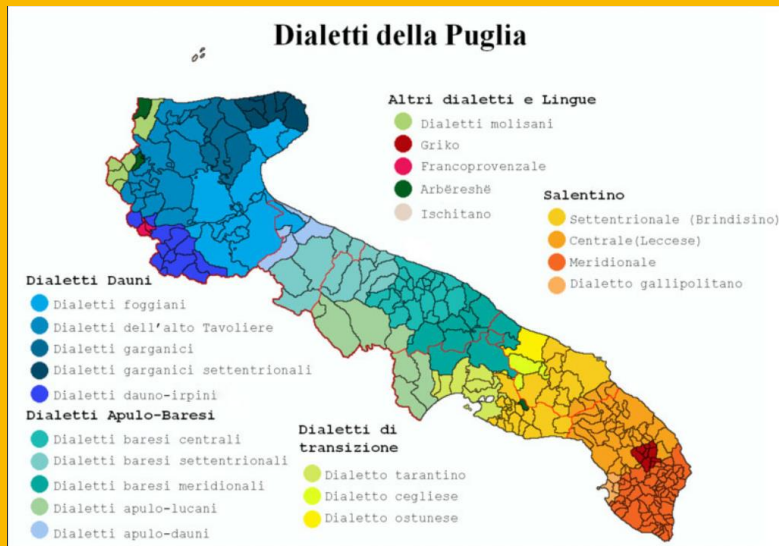 Dialetti della Puglia
Altri dialetti e Lingue
Dialetti molisani
Griko
Francoprovenzale
Arbëreshë
Ischitano
Salentino
Settentrionale (Brindisino)
Centrale(Leccese)
Meridionale
Dialetto gallipolitano
Dialetti Dauni
Dialetti foggiani
Dialetti dell'alto Tavoliere
Dialetti garganici
Dialetti garganici settentrionali
Dialetti dauno-irpini
Dialetti Apulo-Baresi
Dialetti baresi centrali
Dialetti baresi settentrionali
Dialetti baresi meridionali
Dialetti apulo-lucani
Dialetti apulo-dauni
Dialetti di
transizione
Dialetto tarantino
Dialetto cegliese
Dialetto ostunese